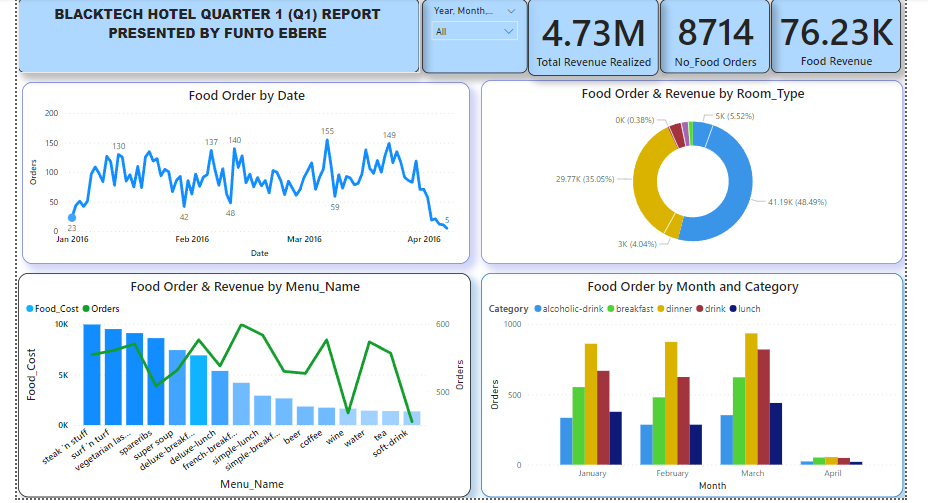 BLACKTECH HOTEL QUARTER 1 (Q1) REPORT
PRESENTED BY FUNTO EBERE
Year, Month,...
All
4.73M
Total Revenue Realized
8714
No_Food Orders
76.23K
Food Revenue
Food Order by Date
Orders
200
150
100
50
0
23
130
42
137
48
140
155
59
149
5
Jan 2016
Feb 2016
Mar 2016
Apr 2016
Date
Food Order & Revenue by Room_Type
0K (0.38%)
5K (5.52%)
29.77K (35.05%)
41.19K (48.49%)
3K (4.04%)
Food Order & Revenue by Menu_Name
Food_Cost Orders
Food_Cost
10K
5K
0K
600
500
Orders
steak 'n stuff
surf 'n turf
vegetarian las...
spareribs
super soup
deluxe-breakf...
deluxe-lunch
french-breakf...
simple-lunch
simple-breakf...
beer
coffee
wine
water
tea
soft-drink
Menu_Name
Food Order by Month and Category
Category alcoholic-drink breakfast dinner drink lunch
Orders
1000
500
0
January
February
March
April
Month